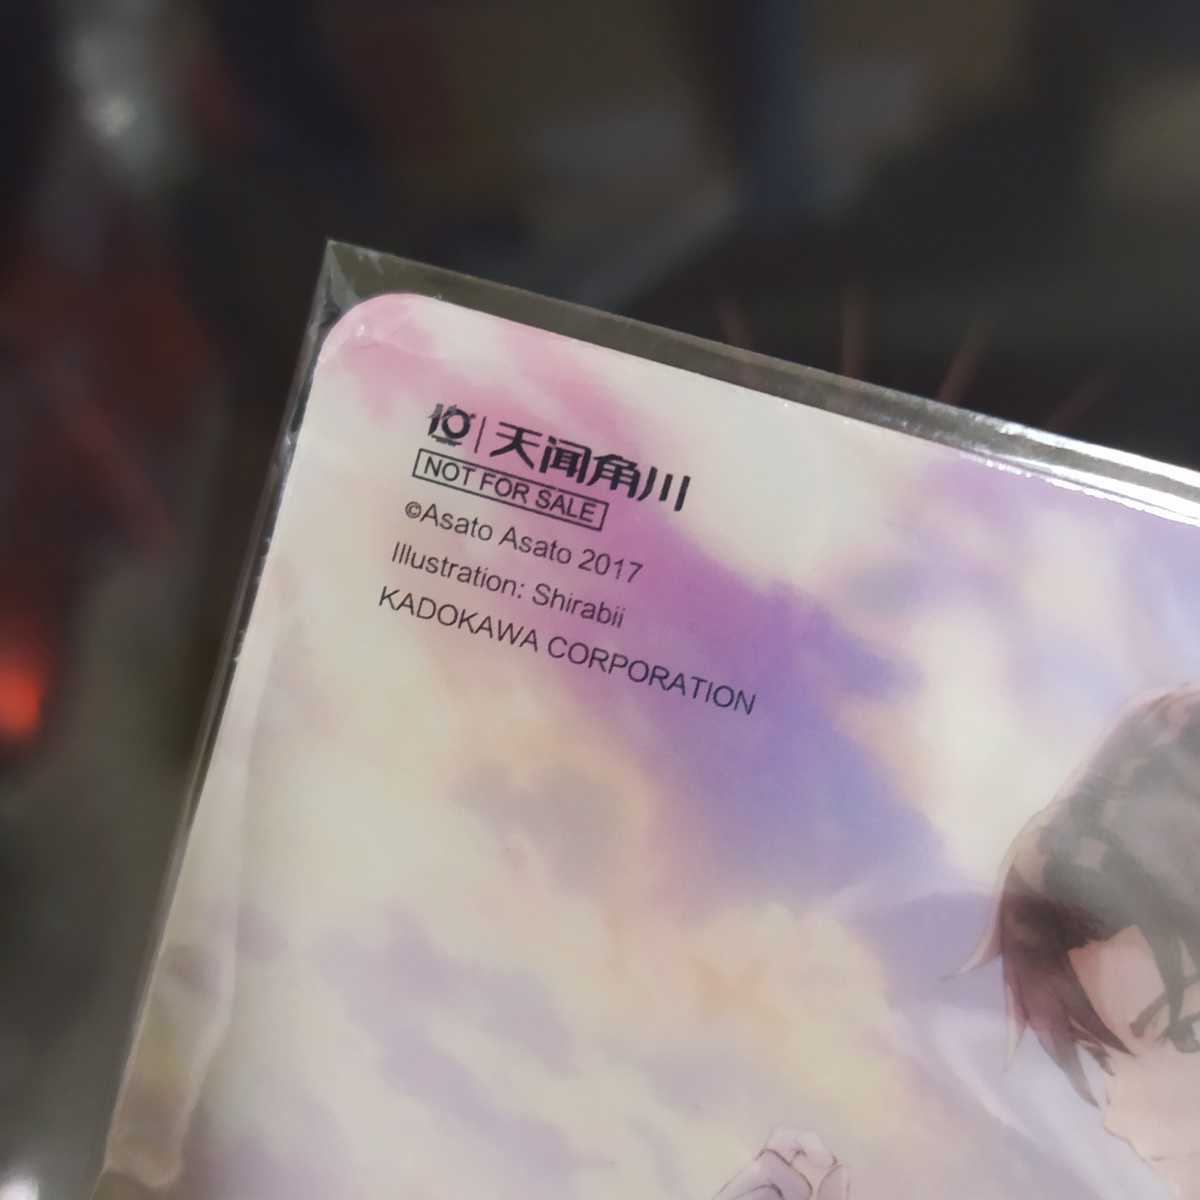 10 | 天闻角川
NOT FOR SALE
©Asato Asato 2017
Illustration: Shirabii
KADOKAWA CORPORATION